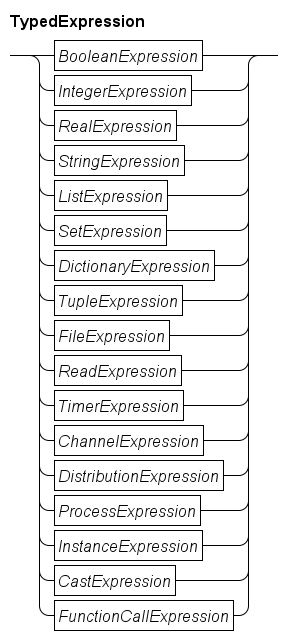 TypedExpression
BooleanExpression
IntegerExpression
RealExpression
StringExpression
ListExpression
SetExpression
DictionaryExpression
TupleExpression
FileExpression
ReadExpression
TimerExpression
ChannelExpression
DistributionExpression
ProcessExpression
InstanceExpression
CastExpression
FunctionCallExpression